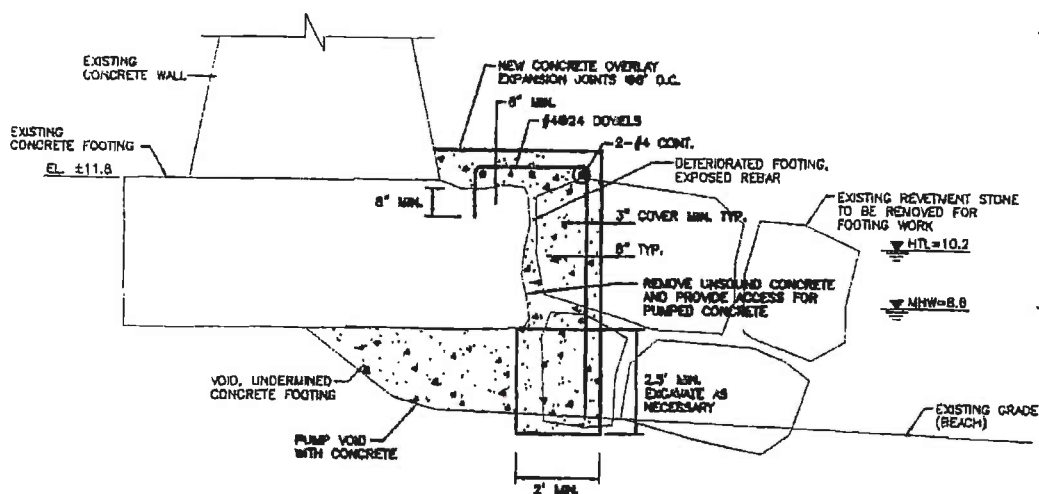 EXISTING
CONCRETE WALL
NEW CONCRETE OVERLAY
EXPANSION JOINTS @6' O.C.
6" MIN.
#4@24 DOWELS
EXISTING
CONCRETE FOOTING
2-#4 CONT.
EL. ±11.8
DETERIORATED FOOTING,
EXPOSED REBAR
EXISTING REVETMENT STONE
TO BE REMOVED FOR
FOOTING WORK
8" MIN.
3" COVER MIN. TYP.
HTL=10.2
TYP.
REMOVE UNSOUND CONCRETE
AND PROVIDE ACCESS FOR
PUMPED CONCRETE
MHW=8.8
VOID, UNDERMINED
CONCRETE FOOTING
2.5' MIN.
EXCAVATE AS
NECESSARY
EXISTING GRADE
(BEACH)
PUMP VOID
WITH CONCRETE
2' MIN.